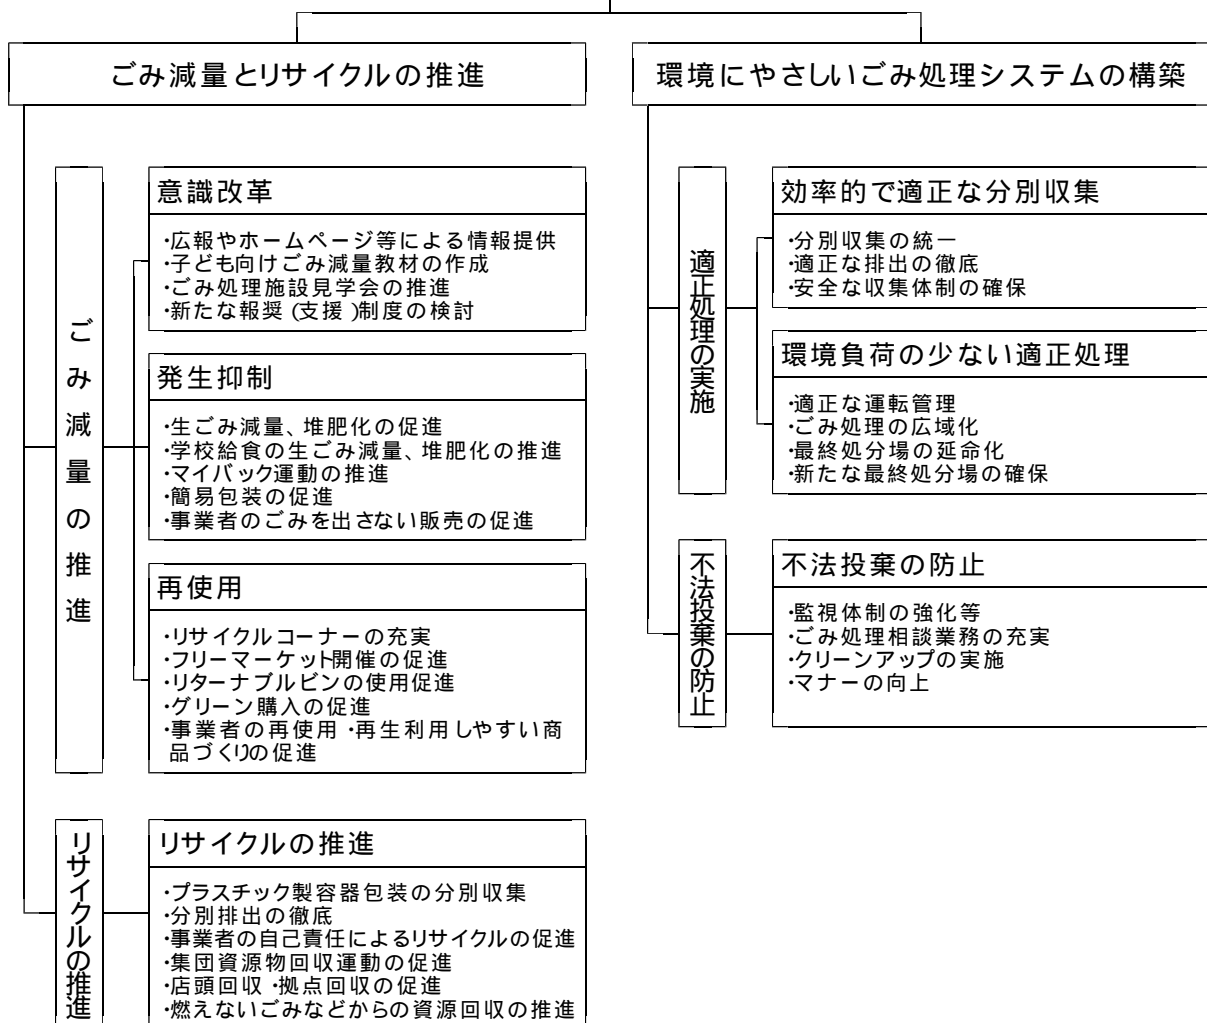 ごみ減量とリサイクルの推進
ごみ減量の推進
意識改革
・広報やホームページ等による情報提供
・子ども向けごみ減量教材の作成
・ごみ処理施設見学会の推進
・新たな報奨(支援)制度の検討
発生抑制
・生ごみ減量、堆肥化の促進
・学校給食の生ごみ減量、堆肥化の推進
・マイバック運動の推進
・簡易包装の促進
・事業者のごみを出さない販売の促進
再使用
・リサイクルコーナーの充実
・フリーマーケット開催の促進
・リターナブルビンの使用促進
・グリーン購入の促進
・事業者の再使用・再生利用しやすい商
品づくりの促進
リサイクルの推進
リサイクルの推進
・プラスチック製容器包装の分別収集
・分別排出の徹底
・事業者の自己責任によるリサイクルの促進
・集団資源物回収運動の促進
・店頭回収・拠点回収の促進
・燃えないごみなどからの資源回収の推進
環境にやさしいごみ処理システムの構築
適正処理の実施
効率的で適正な分別収集
・分別収集の統一
・適正な排出の徹底
・安全な収集体制の確保
環境負荷の少ない適正処理
・適正な運転管理
・ごみ処理の広域化
・最終処分場の延命化
・新たな最終処分場の確保
不法投棄の防止
不法投棄の防止
・監視体制の強化等
・ごみ処理相談業務の充実
・クリーンアップの実施
・マナーの向上